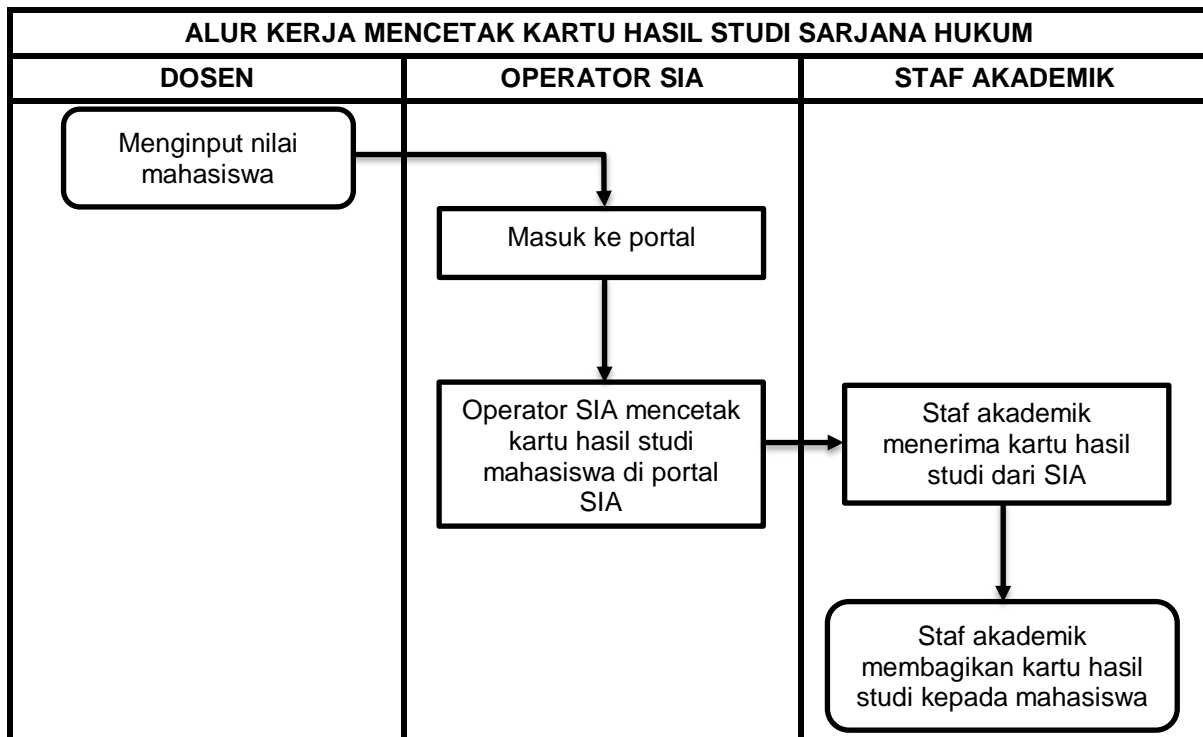 ALUR KERJA MENCETAK KARTU HASIL STUDI SARJANA HUKUM
DOSEN
OPERATOR SIA
STAF AKADEMIK
Menginput nilai
mahasiswa
Masuk ke portal
Operator SIA mencetak
kartu hasil studi
mahasiswa di portal
SIA
Staf akademik
menerima kartu hasil
studi dari SIA
Staf akademik
membagikan kartu hasil
studi kepada mahasiswa